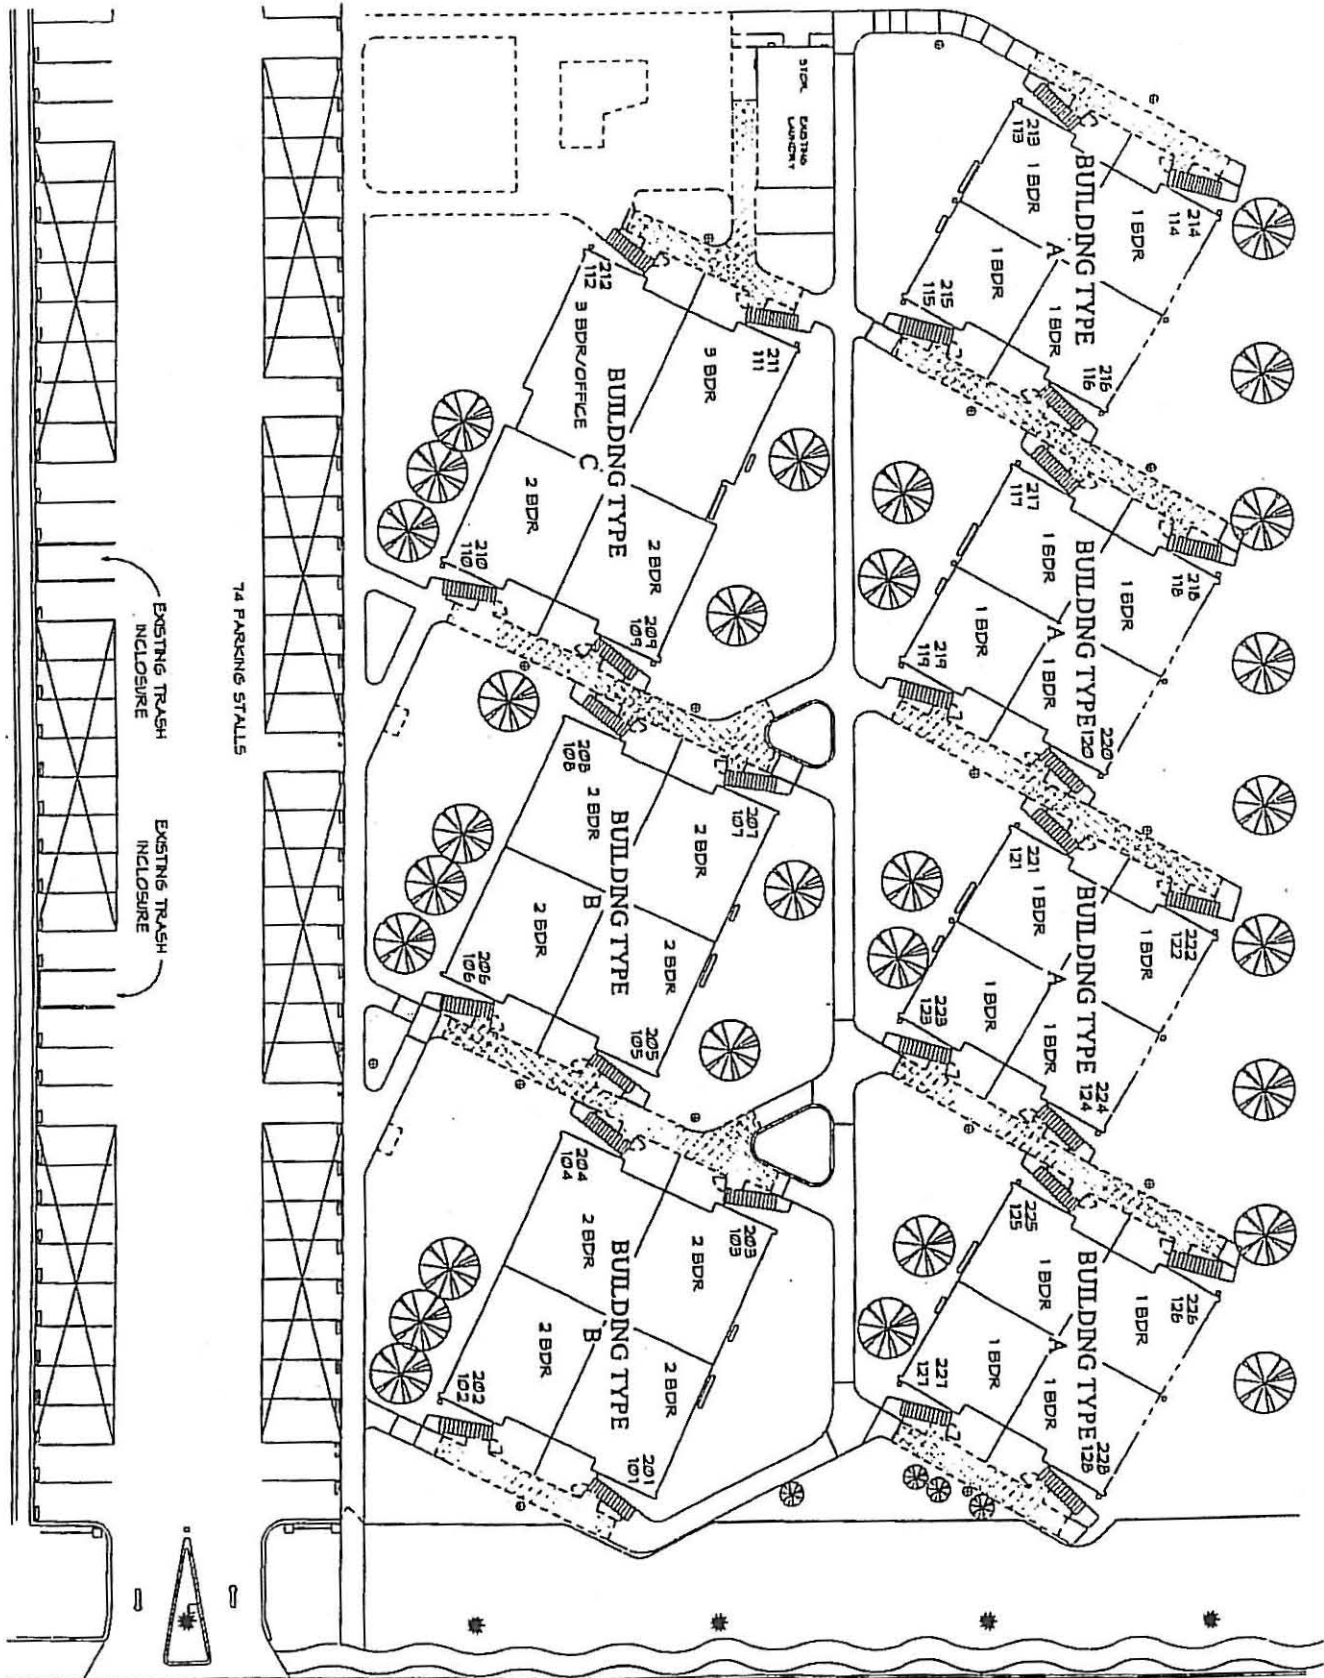 STOR.
EXISTING
LAUNDRY
213
113
1 BDR
214
114
1 BDR
BUILDING TYPE
A
215
115
1 BDR
216
116
1 BDR
212
112
3 BDR/OFFICE
211
111
3 BDR
BUILDING TYPE
C
210
110
2 BDR
209
109
2 BDR
217
117
1 BDR
218
118
1 BDR
BUILDING TYPE
A
219
119
1 BDR
220
120
1 BDR
208
108
2 BDR
207
107
2 BDR
BUILDING TYPE
B
206
106
2 BDR
205
105
2 BDR
221
121
1 BDR
222
122
1 BDR
BUILDING TYPE
A
223
123
1 BDR
224
124
1 BDR
204
104
2 BDR
203
103
2 BDR
BUILDING TYPE
B
202
102
2 BDR
201
101
2 BDR
225
125
1 BDR
226
126
1 BDR
BUILDING TYPE
A
227
127
1 BDR
228
128
1 BDR
74 PARKING STALLS
EXISTING TRASH
INCLOSURE
EXISTING TRASH
INCLOSURE